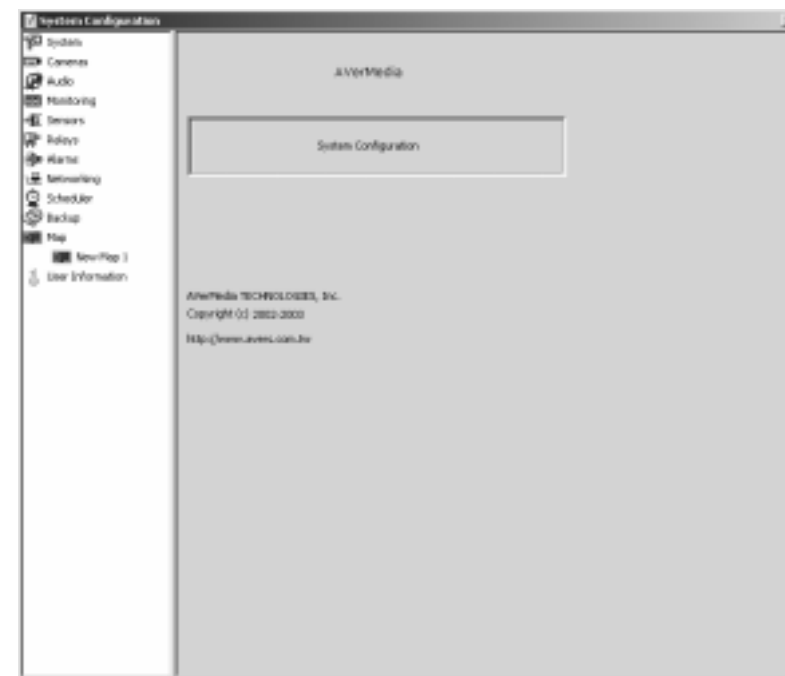 System Configuration
System
Cameras
Audio
Monitoring
Sensors
Relays
Alarms
Networking
Scheduler
Backup
Map
New Map 1
User Information
AVerMedia
System Configuration
AVerMedia TECHNOLOGIES, Inc.
Copyright (c) 2002-2003
http://www.avers.com.tw